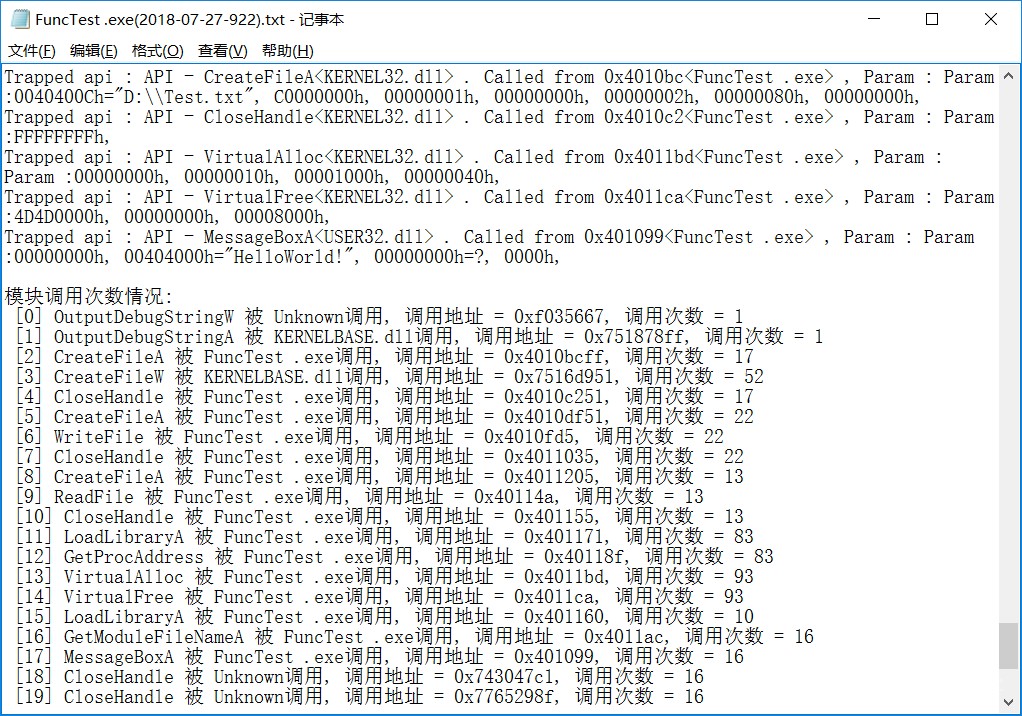 FuncTest .exe(2018-07-27-922).txt - 记事本
文件(F) 编辑(E) 格式(O) 查看(V) 帮助(H)
Trapped api : API - CreateFileA<KERNEL32.dll> . Called from 0x4010bc<FuncTest .exe> , Param : Param
:0040400Ch="D:\\Test.txt", C0000000h, 00000001h, 00000000h, 00000002h, 00000080h, 00000000h,
Trapped api : API - CloseHandle<KERNEL32.dll> . Called from 0x4010c2<FuncTest .exe> , Param : Param
:FFFFFFFFh,
Trapped api : API - VirtualAlloc<KERNEL32.dll> . Called from 0x4011bd<FuncTest .exe> , Param :
Param :00000000h, 00000010h, 00001000h, 00000040h,
Trapped api : API - VirtualFree<KERNEL32.dll> . Called from 0x4011ca<FuncTest .exe> , Param : Param
:4D4D0000h, 00000000h, 00008000h,
Trapped api : API - MessageBoxA<USER32.dll> . Called from 0x401099<FuncTest .exe> , Param : Param
:00000000h, 00404000h="HelloWorld!", 00000000h=?, 0000h,
模块调用次数情况:
[0] OutputDebugStringW 被 Unknown调用, 调用地址 = 0xf035667, 调用次数 = 1
[1] OutputDebugStringA 被 KERNELBASE.dll调用, 调用地址 = 0x751878ff, 调用次数 = 1
[2] CreateFileA 被 FuncTest .exe调用, 调用地址 = 0x4010bcff, 调用次数 = 17
[3] CreateFileW 被 KERNELBASE.dll调用, 调用地址 = 0x7516d951, 调用次数 = 52
[4] CloseHandle 被 FuncTest .exe调用, 调用地址 = 0x4010c251, 调用次数 = 17
[5] CreateFileA 被 FuncTest .exe调用, 调用地址 = 0x4010df51, 调用次数 = 22
[6] WriteFile 被 FuncTest .exe调用, 调用地址 = 0x4010fd5, 调用次数 = 22
[7] CloseHandle 被 FuncTest .exe调用, 调用地址 = 0x4011035, 调用次数 = 22
[8] CreateFileA 被 FuncTest .exe调用, 调用地址 = 0x4011205, 调用次数 = 13
[9] ReadFile 被 FuncTest .exe调用, 调用地址 = 0x40114a, 调用次数 = 13
[10] CloseHandle 被 FuncTest .exe调用, 调用地址 = 0x401155, 调用次数 = 13
[11] LoadLibraryA 被 FuncTest .exe调用, 调用地址 = 0x401171, 调用次数 = 83
[12] GetProcAddress 被 FuncTest .exe调用, 调用地址 = 0x40118f, 调用次数 = 83
[13] VirtualAlloc 被 FuncTest .exe调用, 调用地址 = 0x4011bd, 调用次数 = 93
[14] VirtualFree 被 FuncTest .exe调用, 调用地址 = 0x4011ca, 调用次数 = 93
[15] LoadLibraryA 被 FuncTest .exe调用, 调用地址 = 0x401160, 调用次数 = 10
[16] GetModuleFileNameA 被 FuncTest .exe调用, 调用地址 = 0x4011ac, 调用次数 = 16
[17] MessageBoxA 被 FuncTest .exe调用, 调用地址 = 0x401099, 调用次数 = 16
[18] CloseHandle 被 Unknown调用, 调用地址 = 0x743047c1, 调用次数 = 16
[19] CloseHandle 被 Unknown调用, 调用地址 = 0x7765298f, 调用次数 = 16